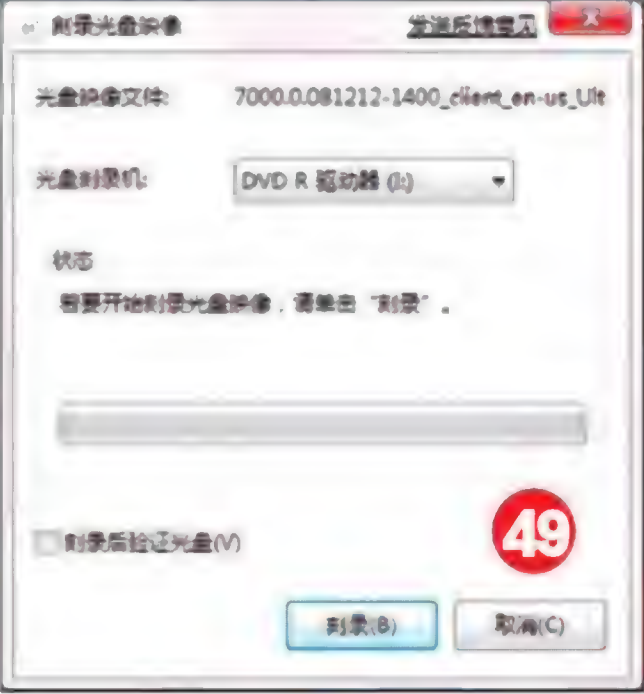 刻录光盘映像 发送反馈意见
光盘映像文件: 7000.0.081212-1400_client_en-us_Ult
光盘刻录机: DVD R 驱动器 (I:)
状态
若要开始刻录光盘映像，请单击“刻录”。
刻录后验证光盘(V)
49
刻录(B) 取消(C)